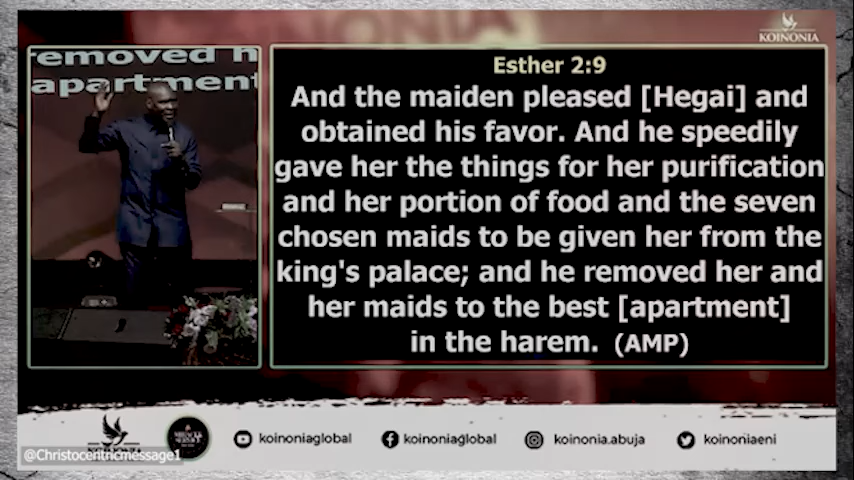 KOINONIA
removed h
apartment
Esther 2:9
And the maiden pleased [Hegai] and
obtained his favor. And he speedily
gave her the things for her purification
and her portion of food and the seven
chosen maids to be given her from the
king's palace; and he removed her and
her maids to the best [apartment]
in the harem. (AMP)
MIRACLE
SERVICE
koinoniaglobal
koinoniaglobal
koinonia.abuja
koinoniaeni
@Christocentricmessage1